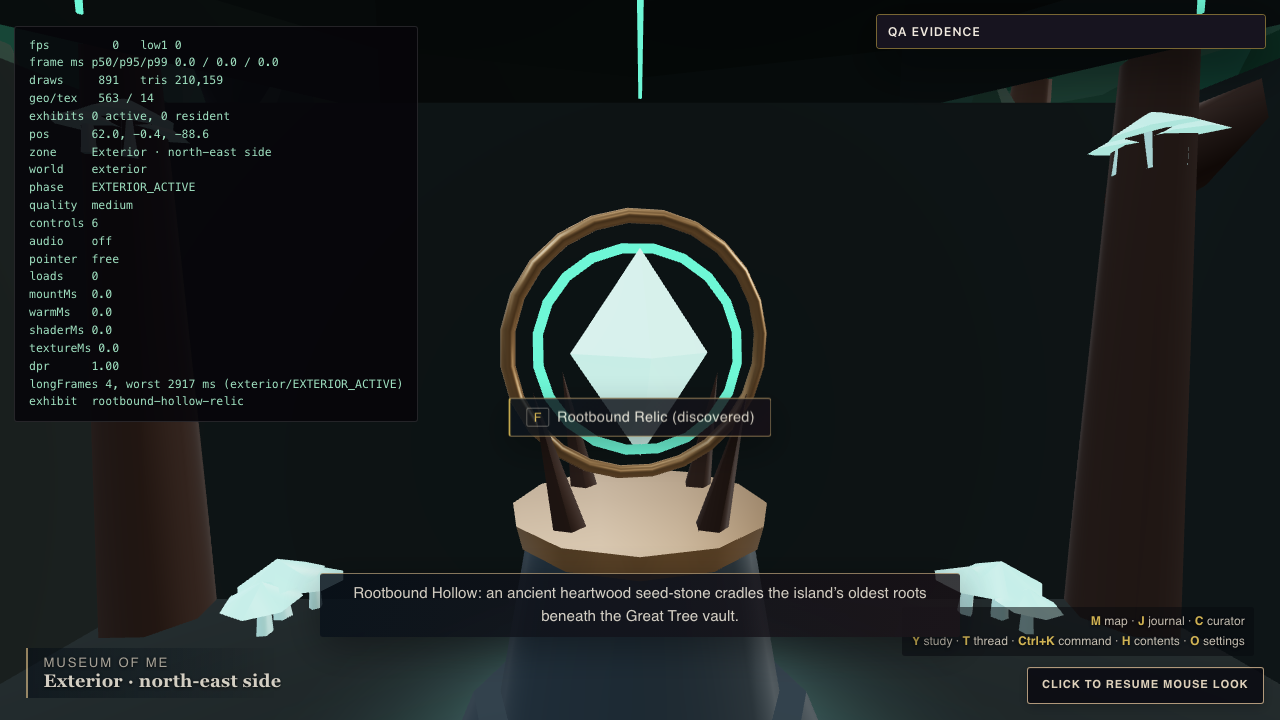 fps 0 low1 0
frame ms p50/p95/p99 0.0 / 0.0 / 0.0
draws 891 tris 210,159
geo/tex 563 / 14
exhibits 0 active, 0 resident
pos 62.0, −0.4, −88.6
zone Exterior · north-east side
world exterior
phase EXTERIOR_ACTIVE
quality medium
controls 6
audio off
pointer free
loads 0
mountMs 0.0
warmMs 0.0
shaderMs 0.0
textureMs 0.0
dpr 1.00
longFrames 4, worst 2917 ms (exterior/EXTERIOR_ACTIVE)
exhibit rootbound-hollow-relic
QA EVIDENCE
F Rootbound Relic (discovered)
Rootbound Hollow: an ancient heartwood seed-stone cradles the island’s oldest roots
beneath the Great Tree vault.
M map · J journal · C curator
Y study · T thread · Ctrl+K command · H contents · O settings
MUSEUM OF ME
Exterior · north-east side
CLICK TO RESUME MOUSE LOOK